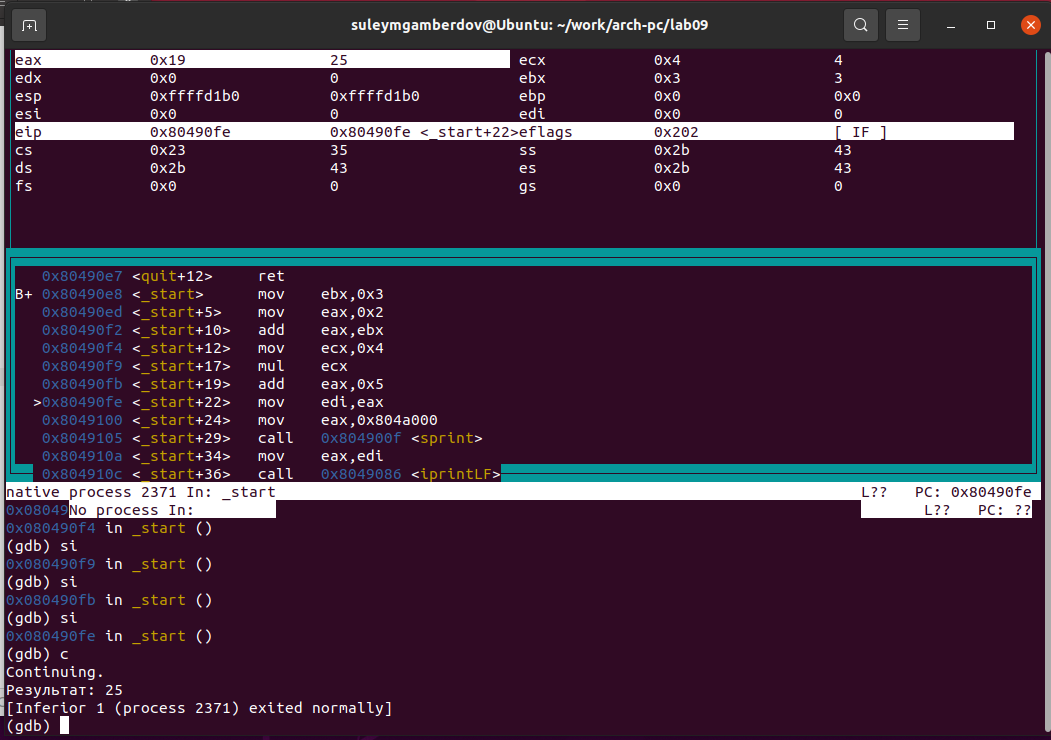 suleymgamberdov@Ubuntu: ~/work/arch-pc/lab09
eax 0x19 25 ecx 0x4 4
edx 0x0 0 ebx 0x3 3
esp 0xffffd1b0 0xffffd1b0 ebp 0x0 0x0
esi 0x0 0 edi 0x0 0
eip 0x80490fe 0x80490fe <_start+22>eflags 0x202 [ IF ]
cs 0x23 35 ss 0x2b 43
ds 0x2b 43 es 0x2b 43
fs 0x0 0 gs 0x0 0
0x80490e7 <quit+12> ret
B+ 0x80490e8 <_start> mov ebx,0x3
0x80490ed <_start+5> mov eax,0x2
0x80490f2 <_start+10> add eax,ebx
0x80490f4 <_start+12> mov ecx,0x4
0x80490f9 <_start+17> mul ecx
0x80490fb <_start+19> add eax,0x5
>0x80490fe <_start+22> mov edi,eax
0x8049100 <_start+24> mov eax,0x804a000
0x8049105 <_start+29> call 0x804900f <sprint>
0x804910a <_start+34> mov eax,edi
0x804910c <_start+36> call 0x8049086 <iprintLF>
native process 2371 In: _start L?? PC: 0x80490fe
0x08049No process In: L?? PC: ??
0x080490f4 in _start ()
(gdb) si
0x080490f9 in _start ()
(gdb) si
0x080490fb in _start ()
(gdb) si
0x080490fe in _start ()
(gdb) c
Continuing.
Результат: 25
[Inferior 1 (process 2371) exited normally]
(gdb)